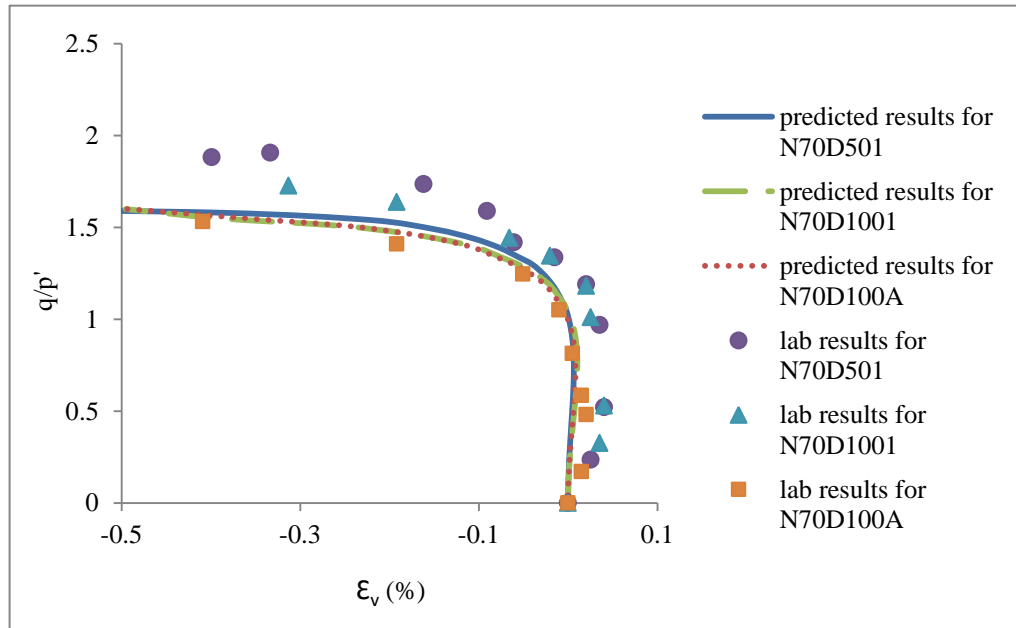 2.5
2
1.5
1
0.5
0
q/p'
-0.5
-0.3
-0.1
0.1
Ɛv (%)
predicted results for
N70D501
predicted results for
N70D1001
predicted results for
N70D100A
lab results for
N70D501
lab results for
N70D1001
lab results for
N70D100A